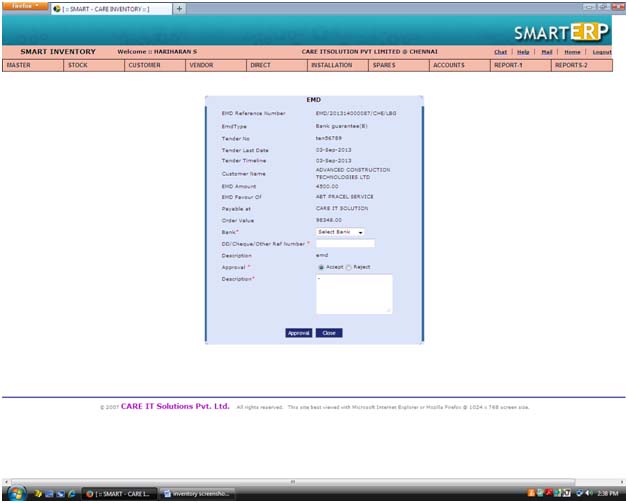 Firefox
[ :: SMART - CARE INVENTORY :: ]
+
SMARTERP
SMART INVENTORY Welcome :: HARIHARAN S CARE ITSOLUTION PVT LIMITED @ CHENNAI Chat | Help | Mail | Home | Logout
MASTER STOCK CUSTOMER VENDOR DIRECT INSTALLATION SPARES ACCOUNTS REPORT-1 REPORTS-2
EMD
EMD Reference Number EMD/201314000087/CHE/LBG
EmdType Bank guarantee(B)
Tender No ten56789
Tender Last Date 03-Sep-2013
Tender Timeline 03-Sep-2013
Customer Name ADVANCED CONSTRUCTION
TECHNOLOGIES LTD
EMD Amount 4500.00
EMD Favour Of ABT PRACEL SERVICE
Payable at CARE IT SOLUTION
Order Value 98348.00
Bank* Select Bank
DD/Cheque/Other Ref Number *
Description emd
Approval * Accept Reject
Description* -
Approval Close
© 2007 CARE IT Solutions Pvt. Ltd. All rights reserved. This site best viewed with Microsoft Internet Explorer or Mozilla Firefox @ 1024 x 768 screen size.
[ :: SMART - CARE I... inventory screensho... 2:38 PM